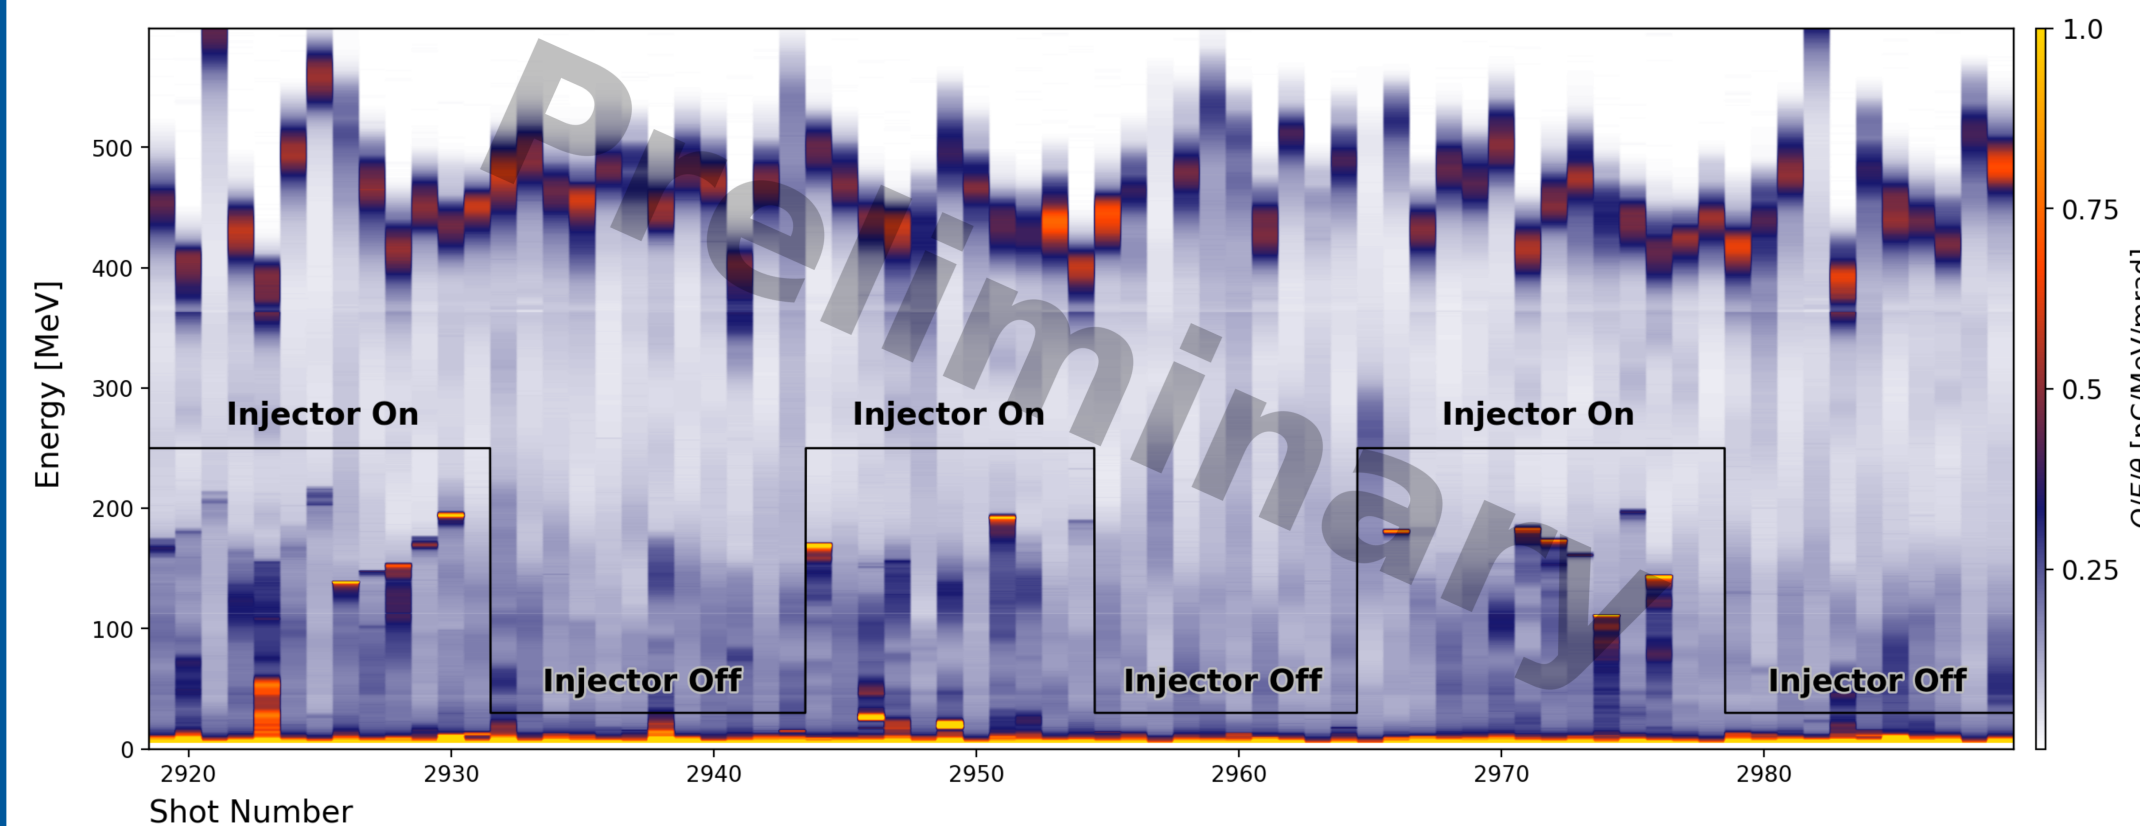 1.0
500
0.75
400
Energy [MeV]
Preliminary
300
0.5
Injector On
Injector On
Injector On
200
0.25
100
Injector Off
Injector Off
Injector Off
0
2920
2930
2940
2950
2960
2970
2980
Shot Number